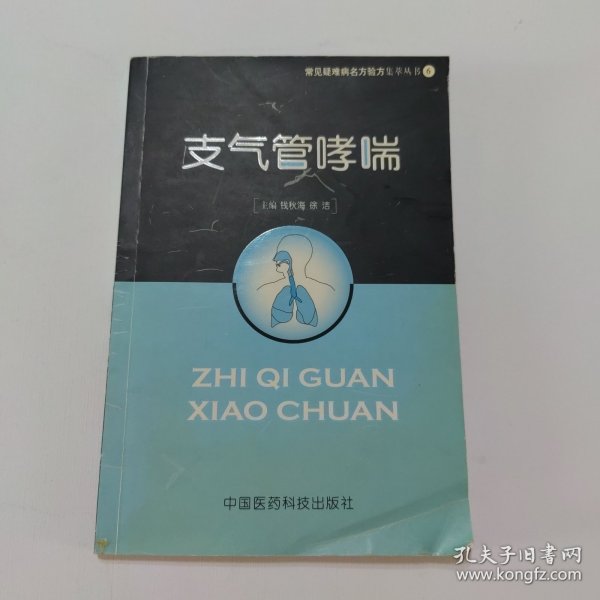 常见疑难病名方验方集萃丛书6
支气管哮喘
主编 钱秋海 徐洁
ZHI QI GUAN
XIAO CHUAN
中国医药科技出版社
孔夫子旧书网
www.kongfz.com